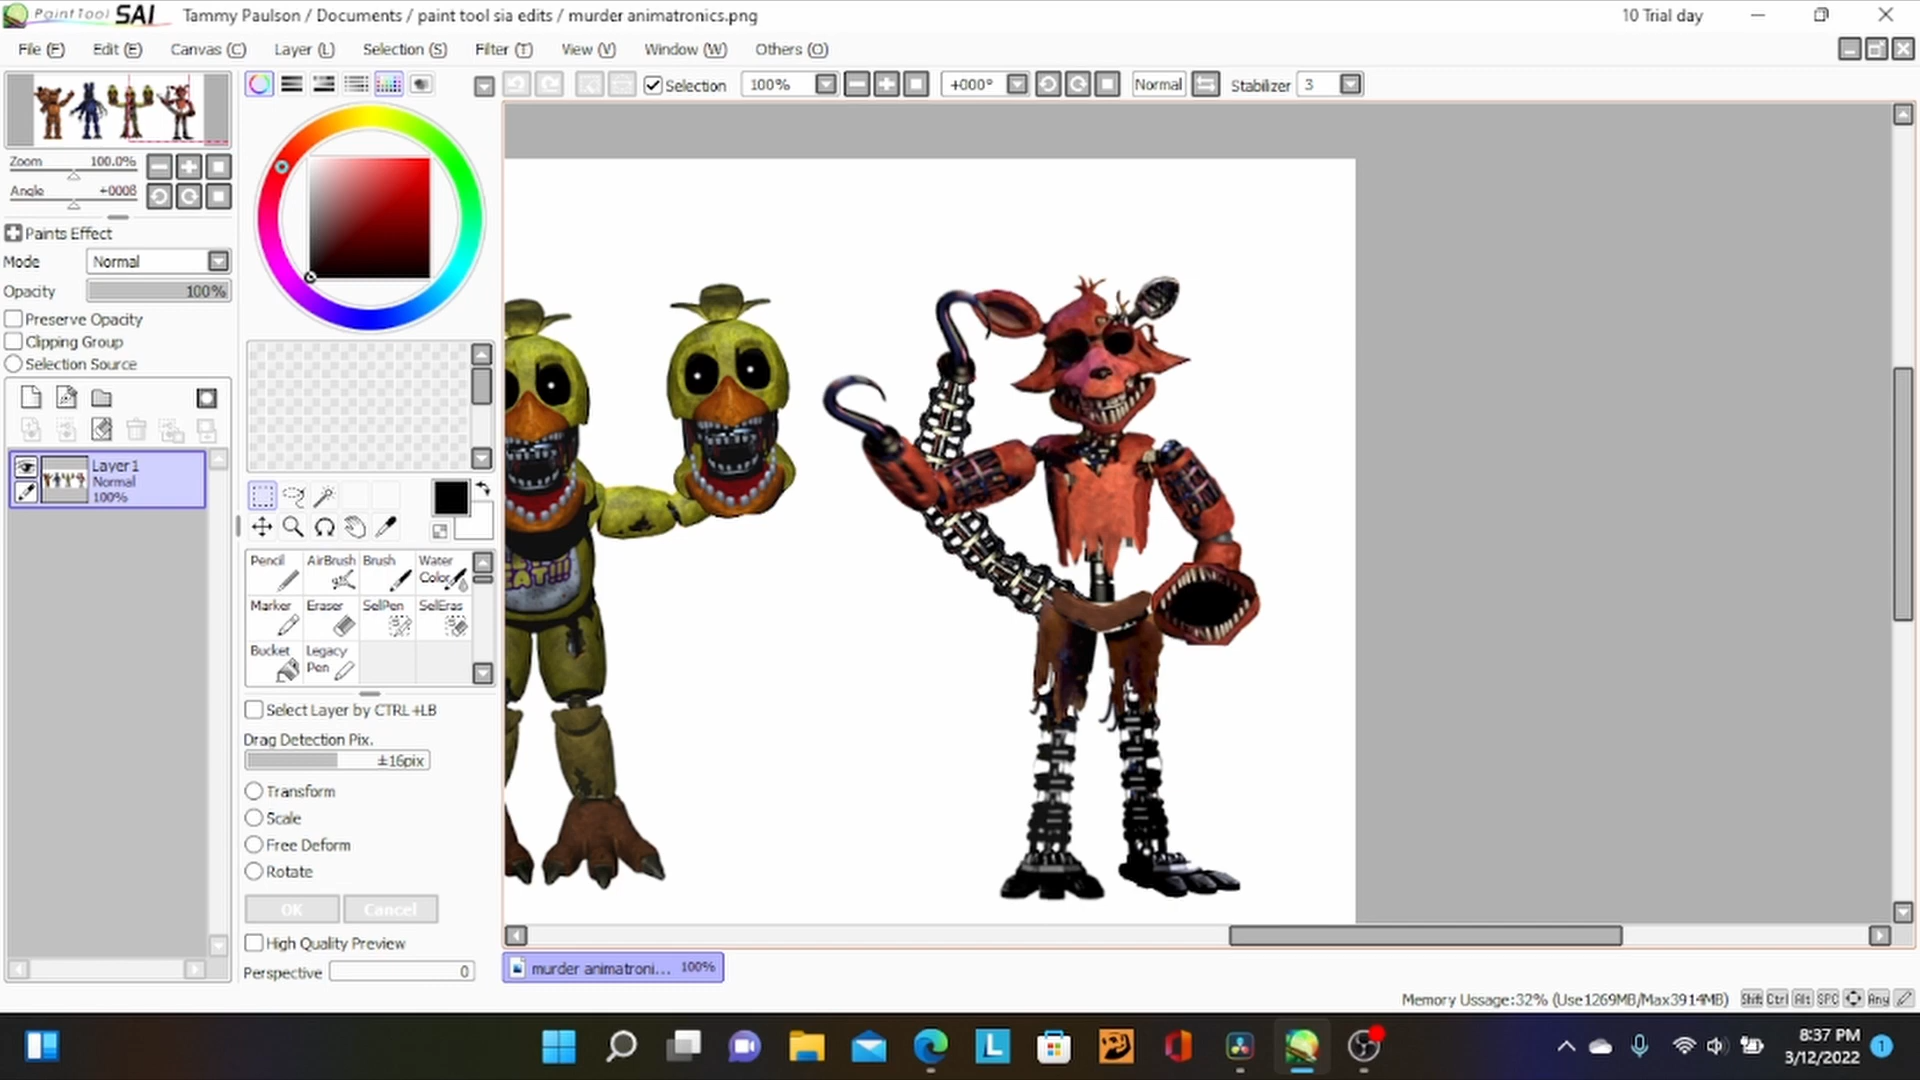 PaintTool SAI Tammy Paulson / Documents / paint tool sia edits / murder animatronics.png 10 Trial day
File (F) Edit (E) Canvas (C) Layer (L) Selection (S) Filter (T) View (V) Window (W) Others (O)
Selection 100% +000° Normal Stabilizer 3
Zoom 100.0%
Angle +000ß
Paints Effect
Mode Normal
Opacity 100%
Preserve Opacity
Clipping Group
Selection Source
Layer1
Normal
100%
Pencil AirBrush Brush Water Color
Marker Eraser SelPen SelEras
Bucket Legacy Pen
Select Layer by CTRL+LB
Drag Detection Pix.
±16pix
Transform
Scale
Free Deform
Rotate
OK Cancel
High Quality Preview
Perspective 0
EAT!!!
murder animatroni... 100%
Memory Ussage:32% (Use1269MB/Max3914MB) Shift Ctrl Alt SPC Any
L
8:37 PM
3/12/2022
1